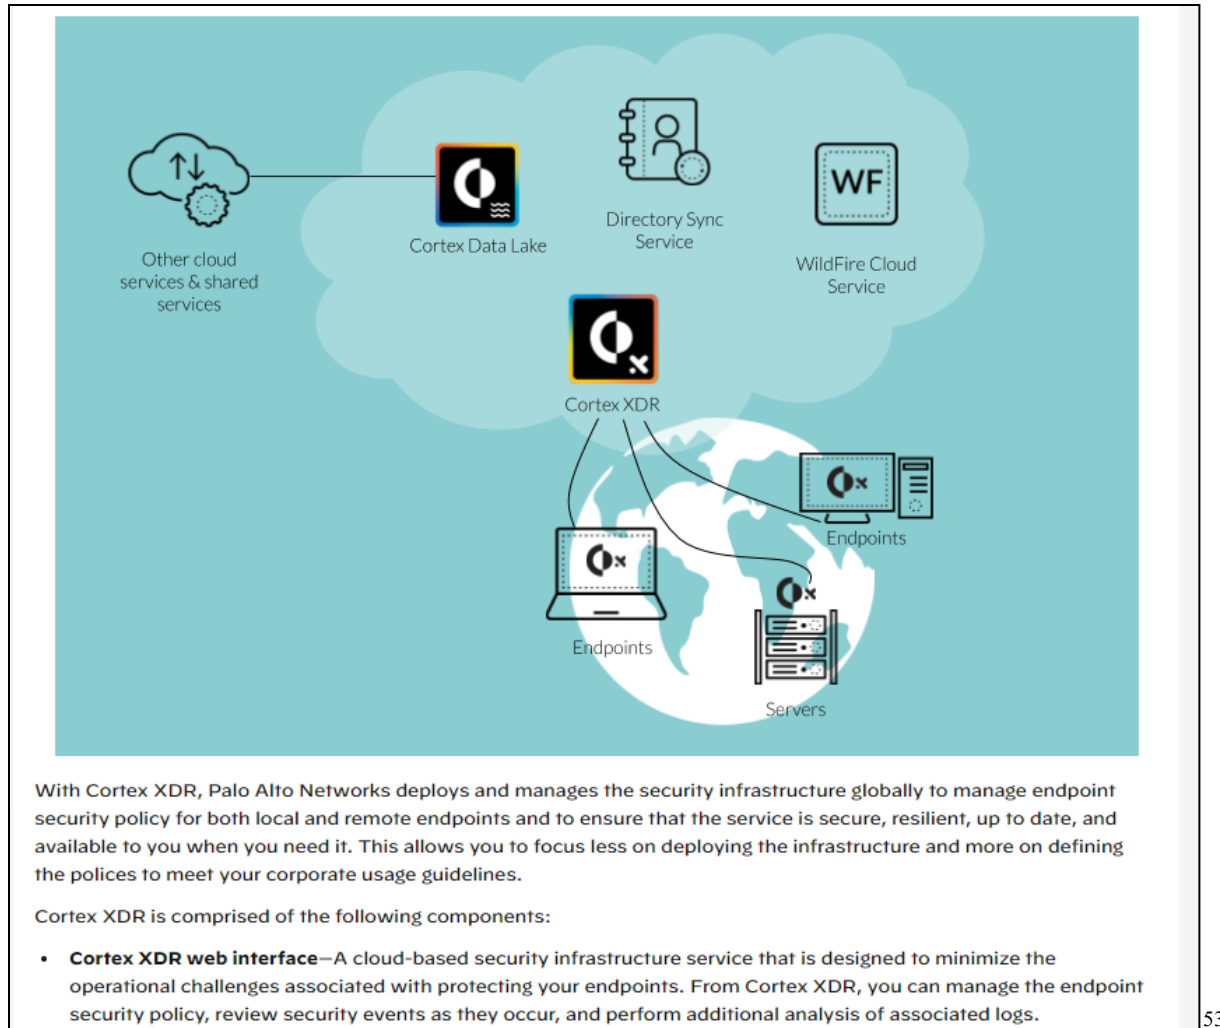 WF
Directory Sync
Service
Cortex Data Lake
Other cloud
services & shared
services
WildFire Cloud
Service
Cortex XDR
Endpoints
Endpoints
Servers
With Cortex XDR, Palo Alto Networks deploys and manages the security infrastructure globally to manage endpoint
security policy for both local and remote endpoints and to ensure that the service is secure, resilient, up to date, and
available to you when you need it. This allows you to focus less on deploying the infrastructure and more on defining
the polices to meet your corporate usage guidelines.
Cortex XDR is comprised of the following components:
• Cortex XDR web interface—A cloud-based security infrastructure service that is designed to minimize the
operational challenges associated with protecting your endpoints. From Cortex XDR, you can manage the endpoint
security policy, review security events as they occur, and perform additional analysis of associated logs.